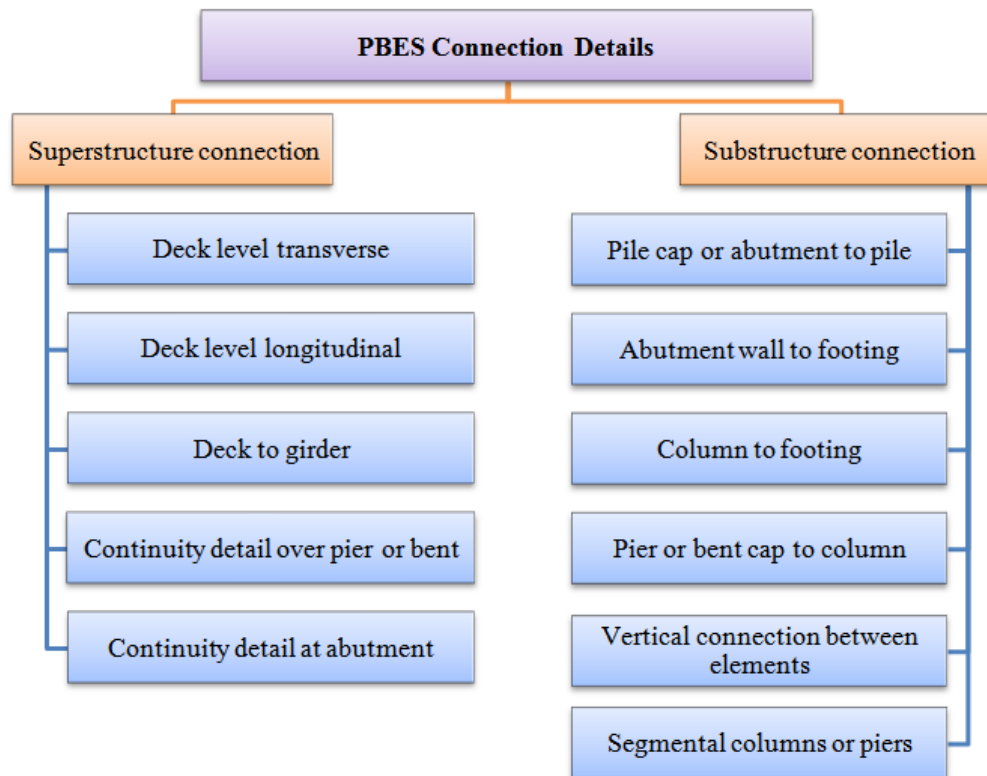 PBES Connection Details
Superstructure connection
Deck level transverse
Deck level longitudinal
Deck to girder
Continuity detail over pier or bent
Continuity detail at abutment
Substructure connection
Pile cap or abutment to pile
Abutment wall to footing
Column to footing
Pier or bent cap to column
Vertical connection between
elements
Segmental columns or piers